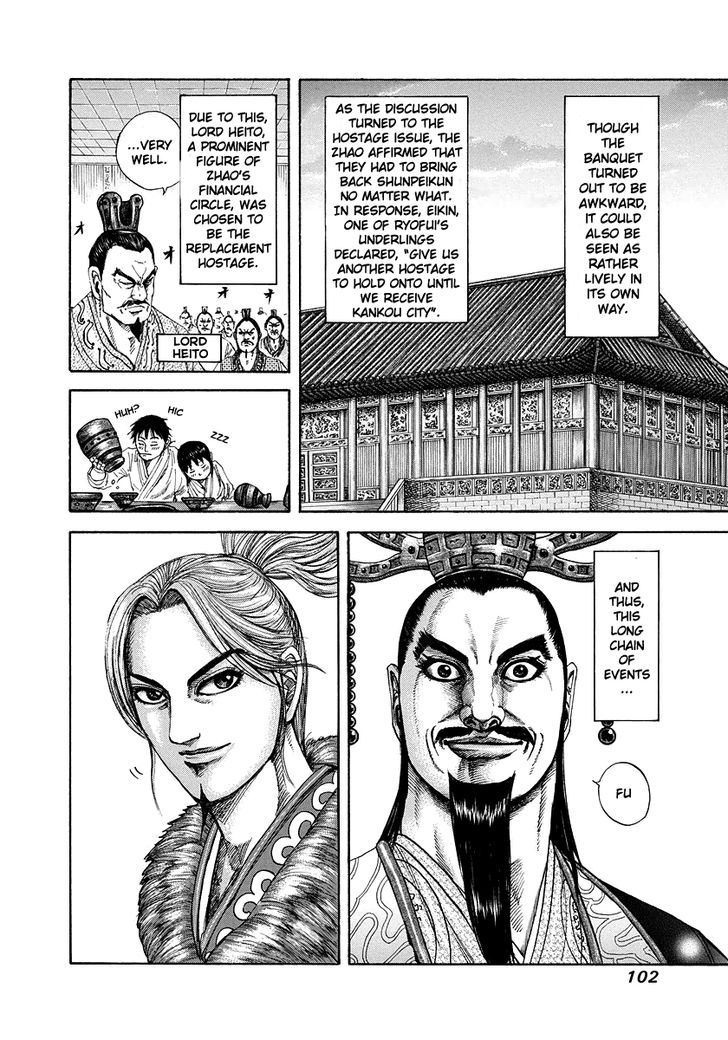 THOUGH
THE
BANQUET
TURNED
OUT TO BE
AWKWARD,
IT COULD
ALSO BE
SEEN AS
RATHER
LIVELY IN
ITS OWN
WAY.
AS THE
DISCUSSION
TURNED TO THE
HOSTAGE ISSUE, THE
ZHAO AFFIRMED THAT
THEY HAD TO BRING
BACK SHUNPEIKUN
NO MATTER WHAT.
IN RESPONSE, EIKIN,
ONE OF RYOFUI'S
UNDERLINGS
DECLARED, "GIVE US
ANOTHER HOSTAGE
TO HOLD ONTO UNTIL
WE RECEIVE
KANKOU CITY".
DUE TO THIS,
LORD HEITO,
A PROMINENT
FIGURE OF
ZHAO'S
FINANCIAL
CIRCLE, WAS
CHOSEN TO
BE THE
REPLACEMENT
HOSTAGE.
...VERY
WELL.
オ
オ
オ
LORD
HEITO
HUH?
HIC
ZZZ
AND
THUS,
THIS
LONG
CHAIN
OF
EVENTS
...
FU
102